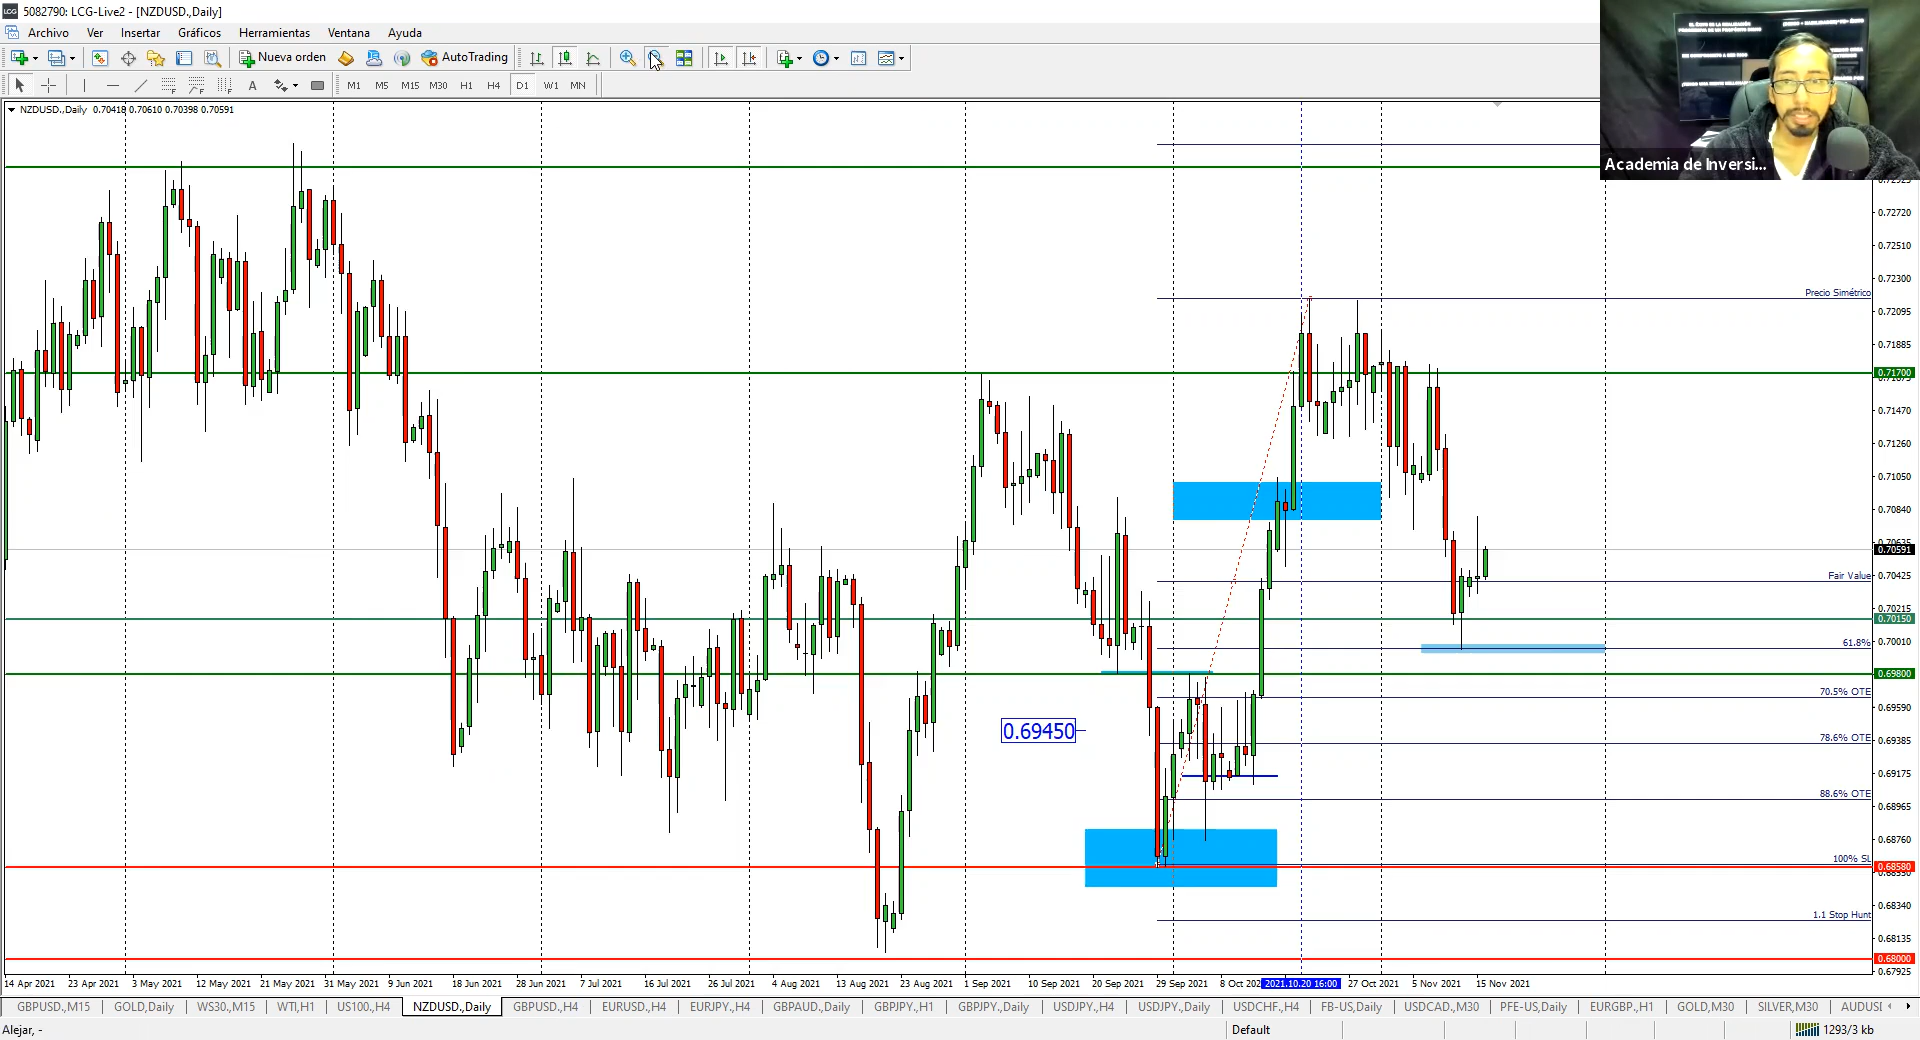 5082790: LCG-Live2 - [NZDUSD.,Daily]
Archivo Ver Insertar Gráficos Herramientas Ventana Ayuda
Nueva orden AutoTrading
A M1 M5 M15 M30 H1 H4 D1 W1 MN
NZDUSD.,Daily 0.70418 0.70610 0.70398 0.70591
Academia de Inversi...
0.72720
0.72510
0.72300
Precio Simétrico
0.72095
0.71885
0.71700
0.71470
0.71260
0.71050
0.70840
0.70591
Fair Value
0.70425
0.70215
0.70150
0.70001
61.8%
0.69800
70.5% OTE
0.69590
0.69450
78.6% OTE
0.69385
0.69175
88.6% OTE
0.68965
0.68760
100% SL
0.68580
0.68340
1.1 Stop Hunt
0.68135
0.68000
0.67925
14 Apr 2021 23 Apr 2021 3 May 2021 12 May 2021 21 May 2021 31 May 2021 9 Jun 2021 18 Jun 2021 28 Jun 2021 7 Jul 2021 16 Jul 2021 26 Jul 2021 4 Aug 2021 13 Aug 2021 23 Aug 2021 1 Sep 2021 10 Sep 2021 20 Sep 2021 29 Sep 2021 8 Oct 202 2021.10.20 16:00 27 Oct 2021 5 Nov 2021 15 Nov 2021
GBPUSD.,M15 GOLD,Daily WS30.,M15 WTI,H1 US100.,H4 NZDUSD.,Daily GBPUSD.,H4 EURUSD.,H4 EURJPY.,H4 GBPAUD.,Daily GBPJPY.,H1 GBPJPY.,Daily USDJPY.,H4 USDJPY.,Daily USDCHF.,H4 FB-US,Daily USDCAD.,M30 PFE-US,Daily EURGBP.,H1 GOLD,M30 SILVER,M30 AUDUSI
Alejar, - Default 1293/3 kb